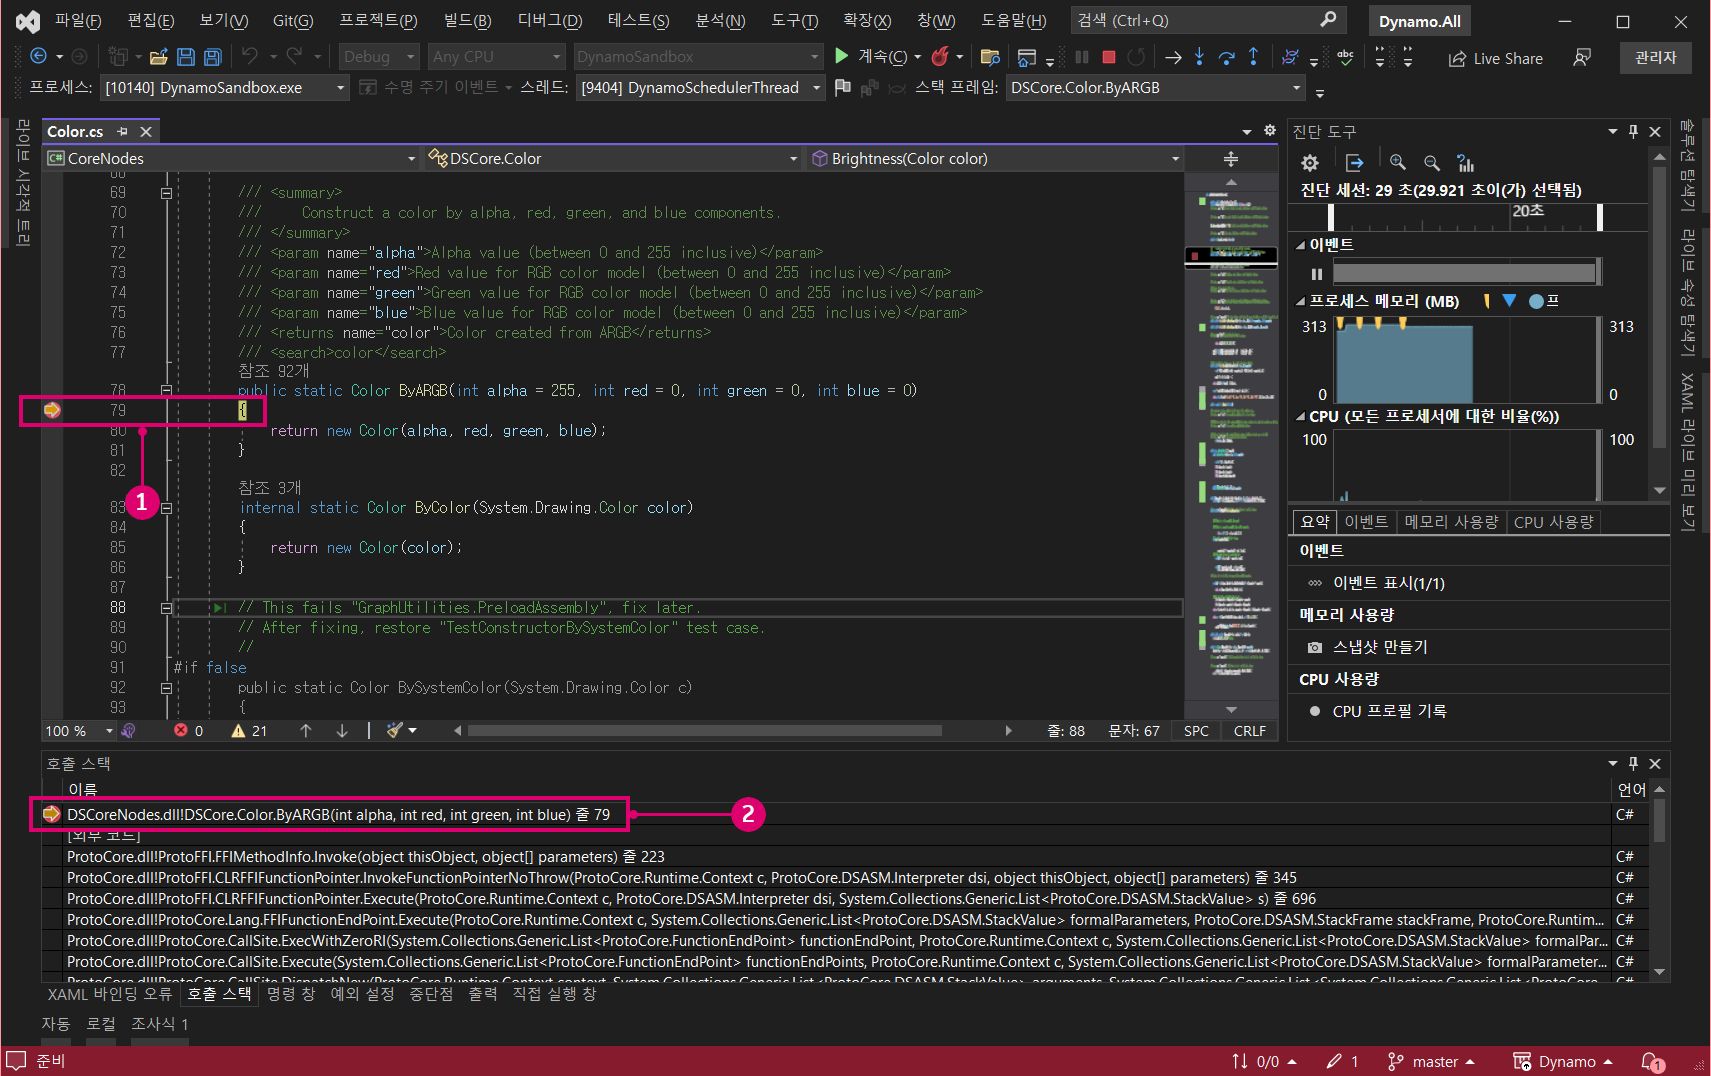 파일(F) 편집(E) 보기(V) Git(G) 프로젝트(P) 빌드(B) 디버그(D) 테스트(S) 분석(N) 도구(T) 확장(X) 창(W) 도움말(H) 검색 (Ctrl+Q) Dynamo.All
Debug Any CPU DynamoSandbox 계속(C) Live Share 관리자
프로세스: [10140] DynamoSandbox.exe 수명 주기 이벤트 스레드: [9404] DynamoSchedulerThread 스택 프레임: DSCore.Color.ByARGB
라이브 시각적 트리
Color.cs
CoreNodes DSCore.Color Brightness(Color color)
69 /// <summary>
70 ///     Construct a color by alpha, red, green, and blue components.
71 /// </summary>
72 /// <param name="alpha">Alpha value (between 0 and 255 inclusive)</param>
73 /// <param name="red">Red value for RGB color model (between 0 and 255 inclusive)</param>
74 /// <param name="green">Green value for RGB color model (between 0 and 255 inclusive)</param>
75 /// <param name="blue">Blue value for RGB color model (between 0 and 255 inclusive)</param>
76 /// <returns name="color">Color created from ARGB</returns>
77 /// <search>color</search>
참조 92개
78 public static Color ByARGB(int alpha = 255, int red = 0, int green = 0, int blue = 0)
79 {
80 return new Color(alpha, red, green, blue);
81 }
82
1
참조 3개
83 internal static Color ByColor(System.Drawing.Color color)
84 {
85 return new Color(color);
86 }
87
88 // This fails "GraphUtilities.PreloadAssembly", fix later.
89 // After fixing, restore "TestConstructorBySystemColor" test case.
90 //
91 #if false
92 public static Color BySystemColor(System.Drawing.Color c)
93 {
100 % 0 21 줄: 88 문자: 67 SPC CRLF
진단 도구
진단 세션: 29 초(29.921 초이(가) 선택됨)
20초
이벤트
프로세스 메모리 (MB) 프
313 313
0 0
CPU (모든 프로세서에 대한 비율(%))
100 100
요약 이벤트 메모리 사용량 CPU 사용량
이벤트
이벤트 표시(1/1)
메모리 사용량
스냅샷 만들기
CPU 사용량
CPU 프로필 기록
솔루션 탐색기
라이브 속성 탐색기
XAML 라이브 미리 보기
호출 스택
이름 언어
DSCoreNodes.dll!DSCore.Color.ByARGB(int alpha, int red, int green, int blue) 줄 79 C#
2
[외부 코드]
ProtoCore.dll!ProtoFFI.FFIMethodInfo.Invoke(object thisObject, object[] parameters) 줄 223 C#
ProtoCore.dll!ProtoFFI.CLRFFIFunctionPointer.InvokeFunctionPointerNoThrow(ProtoCore.Runtime.Context c, ProtoCore.DSASM.Interpreter dsi, object thisObject, object[] parameters) 줄 345 C#
ProtoCore.dll!ProtoFFI.CLRFFIFunctionPointer.Execute(ProtoCore.Runtime.Context c, ProtoCore.DSASM.Interpreter dsi, System.Collections.Generic.List<ProtoCore.DSASM.StackValue> s) 줄 696 C#
ProtoCore.dll!ProtoCore.Lang.FFIFunctionEndPoint.Execute(ProtoCore.Runtime.Context c, System.Collections.Generic.List<ProtoCore.DSASM.StackValue> formalParameters, ProtoCore.DSASM.StackFrame stackFrame, ProtoCore.Runtim... C#
ProtoCore.dll!ProtoCore.CallSite.ExecWithZeroRI(System.Collections.Generic.List<ProtoCore.FunctionEndPoint> functionEndPoint, ProtoCore.Runtime.Context c, System.Collections.Generic.List<ProtoCore.DSASM.StackValue> formalPar... C#
ProtoCore.dll!ProtoCore.CallSite.Execute(System.Collections.Generic.List<ProtoCore.FunctionEndPoint> functionEndPoints, ProtoCore.Runtime.Context c, System.Collections.Generic.List<ProtoCore.DSASM.StackValue> formalParameter... C#
ProtoCore.dll!ProtoCore.CallSite.DispatchNew(ProtoCore.Runtime.Context context, System.Collections.Generic.List<ProtoCore.DSASM.StackValue> arguments, System.Collections.Generic.List<System.Collections.Generic.List<ProtoCore... C#
XAML 바인딩 오류 호출 스택 명령 창 예외 설정 중단점 출력 직접 실행 창
자동 로컬 조사식 1
준비 0/0 1 master Dynamo 1